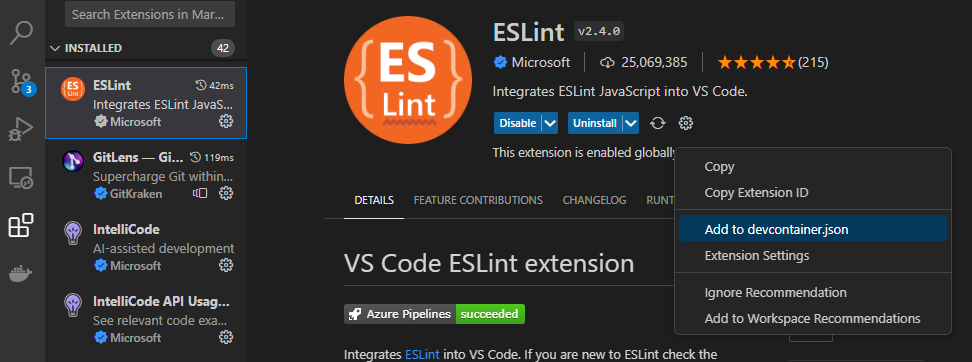 Search Extensions in Mar...
INSTALLED
42
3
ESLint
42ms
Integrates ESLint JavaS...
Microsoft
GitLens — Gi...
119ms
Supercharge Git within...
GitKraken
IntelliCode
AI-assisted development
Microsoft
IntelliCode API Usag...
See relevant code exa...
Microsoft
{ES}
Lint
ESLint
v2.4.0
Microsoft
25,069,385
(215)
Integrates ESLint JavaScript into VS Code.
Disable
Uninstall
This extension is enabled globally
DETAILS
FEATURE CONTRIBUTIONS
CHANGELOG
RUNT
VS Code ESLint extension
Azure Pipelines succeeded
Integrates ESLint into VS Code. If you are new to ESLint check the
Copy
Copy Extension ID
Add to devcontainer.json
Extension Settings
Ignore Recommendation
Add to Workspace Recommendations